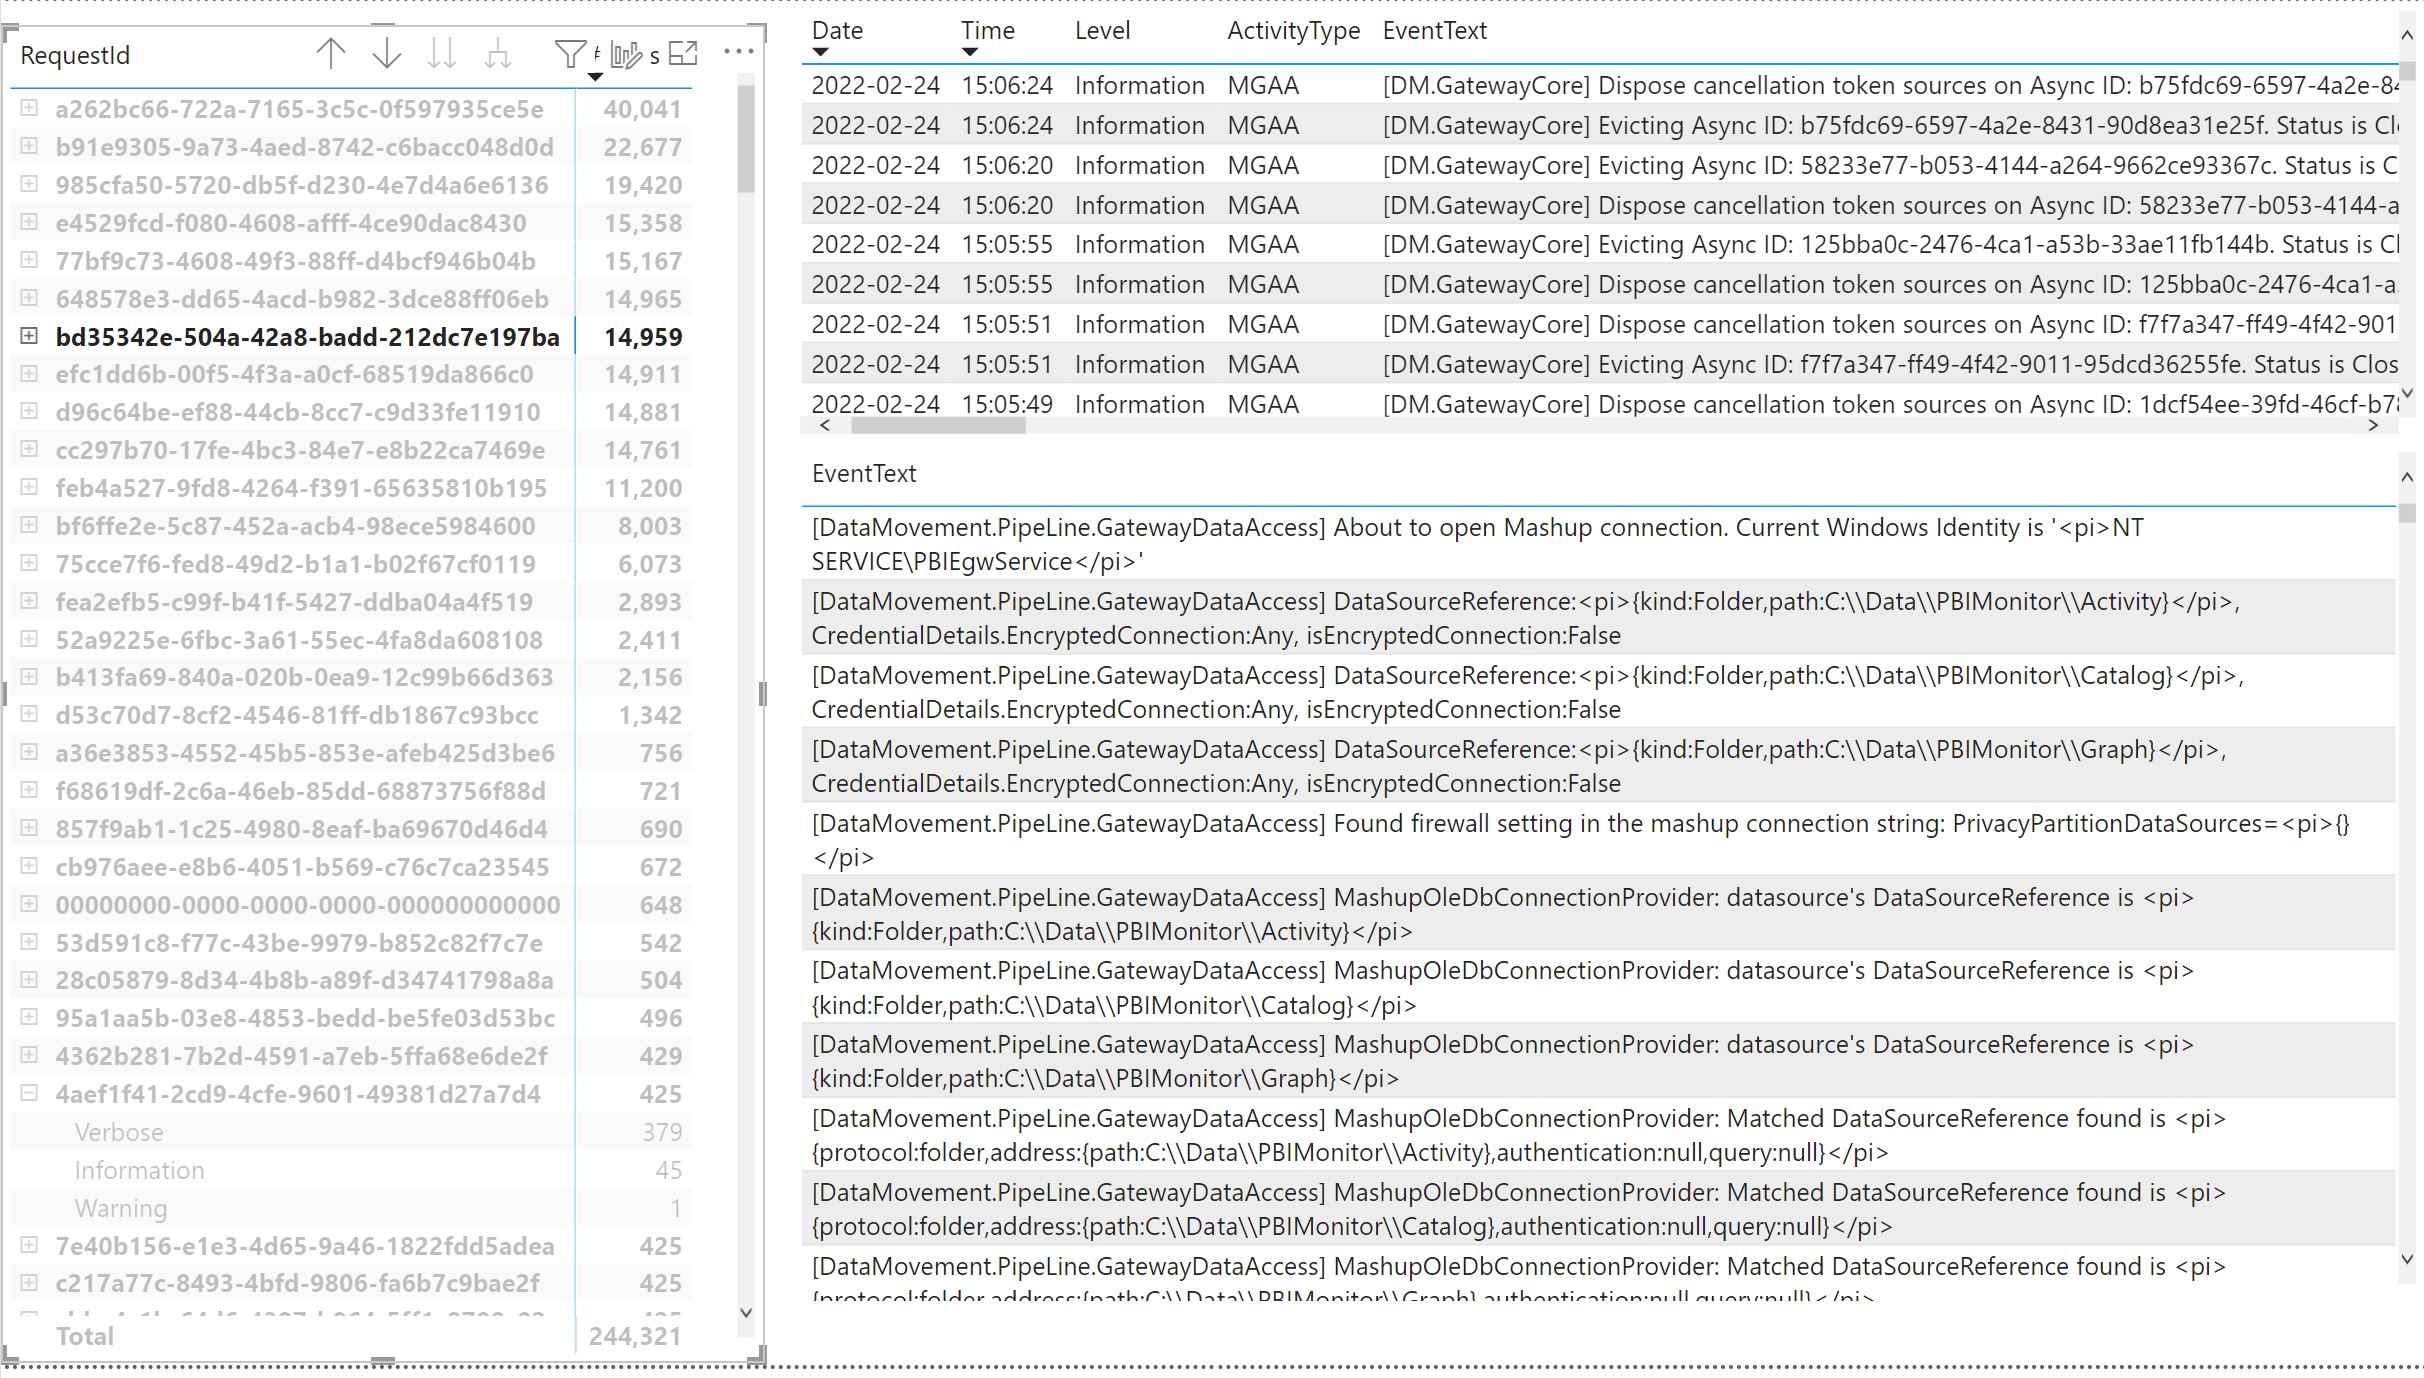 RequestId s
a262bc66-722a-7165-3c5c-0f597935ce5e 40,041
b91e9305-9a73-4aed-8742-c6bacc048d0d 22,677
985cfa50-5720-db5f-d230-4e7d4a6e6136 19,420
e4529fcd-f080-4608-afff-4ce90dac8430 15,358
77bf9c73-4608-49f3-88ff-d4bcf946b04b 15,167
648578e3-dd65-4acd-b982-3dce88ff06eb 14,965
bd35342e-504a-42a8-badd-212dc7e197ba 14,959
efc1dd6b-00f5-4f3a-a0cf-68519da866c0 14,911
d96c64be-ef88-44cb-8cc7-c9d33fe11910 14,881
cc297b70-17fe-4bc3-84e7-e8b22ca7469e 14,761
feb4a527-9fd8-4264-f391-65635810b195 11,200
bf6ffe2e-5c87-452a-acb4-98ece5984600 8,003
75cce7f6-fed8-49d2-b1a1-b02f67cf0119 6,073
fea2efb5-c99f-b41f-5427-ddba04a4f519 2,893
52a9225e-6fbc-3a61-55ec-4fa8da608108 2,411
b413fa69-840a-020b-0ea9-12c99b66d363 2,156
d53c70d7-8cf2-4546-81ff-db1867c93bcc 1,342
a36e3853-4552-45b5-853e-afeb425d3be6 756
f68619df-2c6a-46eb-85dd-68873756f88d 721
857f9ab1-1c25-4980-8eaf-ba69670d46d4 690
cb976aee-e8b6-4051-b569-c76c7ca23545 672
00000000-0000-0000-0000-000000000000 648
53d591c8-f77c-43be-9979-b852c82f7c7e 542
28c05879-8d34-4b8b-a89f-d34741798a8a 504
95a1aa5b-03e8-4853-bedd-be5fe03d53bc 496
4362b281-7b2d-4591-a7eb-5ffa68e6de2f 429
4aef1f41-2cd9-4cfe-9601-49381d27a7d4 425
Verbose 379
Information 45
Warning 1
7e40b156-e1e3-4d65-9a46-1822fdd5adea 425
c217a77c-8493-4bfd-9806-fa6b7c9bae2f 425
Total 244,321
Date Time Level ActivityType EventText
2022-02-24 15:06:24 Information MGAA [DM.GatewayCore] Dispose cancellation token sources on Async ID: b75fdc69-6597-4a2e-84
2022-02-24 15:06:24 Information MGAA [DM.GatewayCore] Evicting Async ID: b75fdc69-6597-4a2e-8431-90d8ea31e25f. Status is Cl
2022-02-24 15:06:20 Information MGAA [DM.GatewayCore] Evicting Async ID: 58233e77-b053-4144-a264-9662ce93367c. Status is C
2022-02-24 15:06:20 Information MGAA [DM.GatewayCore] Dispose cancellation token sources on Async ID: 58233e77-b053-4144-a
2022-02-24 15:05:55 Information MGAA [DM.GatewayCore] Evicting Async ID: 125bba0c-2476-4ca1-a53b-33ae11fb144b. Status is Cl
2022-02-24 15:05:55 Information MGAA [DM.GatewayCore] Dispose cancellation token sources on Async ID: 125bba0c-2476-4ca1-a
2022-02-24 15:05:51 Information MGAA [DM.GatewayCore] Dispose cancellation token sources on Async ID: f7f7a347-ff49-4f42-901
2022-02-24 15:05:51 Information MGAA [DM.GatewayCore] Evicting Async ID: f7f7a347-ff49-4f42-9011-95dcd36255fe. Status is Clos
2022-02-24 15:05:49 Information MGAA [DM.GatewayCore] Dispose cancellation token sources on Async ID: 1dcf54ee-39fd-46cf-b7
EventText
[DataMovement.PipeLine.GatewayDataAccess] About to open Mashup connection. Current Windows Identity is '<pi>NT
SERVICE\PBIEgwService</pi>'
[DataMovement.PipeLine.GatewayDataAccess] DataSourceReference:<pi>{kind:Folder,path:C:\\Data\\PBIMonitor\\Activity}</pi>,
CredentialDetails.EncryptedConnection:Any, isEncryptedConnection:False
[DataMovement.PipeLine.GatewayDataAccess] DataSourceReference:<pi>{kind:Folder,path:C:\\Data\\PBIMonitor\\Catalog}</pi>,
CredentialDetails.EncryptedConnection:Any, isEncryptedConnection:False
[DataMovement.PipeLine.GatewayDataAccess] DataSourceReference:<pi>{kind:Folder,path:C:\\Data\\PBIMonitor\\Graph}</pi>,
CredentialDetails.EncryptedConnection:Any, isEncryptedConnection:False
[DataMovement.PipeLine.GatewayDataAccess] Found firewall setting in the mashup connection string: PrivacyPartitionDataSources=<pi>{}
</pi>
[DataMovement.PipeLine.GatewayDataAccess] MashupOleDbConnectionProvider: datasource's DataSourceReference is <pi>
{kind:Folder,path:C:\\Data\\PBIMonitor\\Activity}</pi>
[DataMovement.PipeLine.GatewayDataAccess] MashupOleDbConnectionProvider: datasource's DataSourceReference is <pi>
{kind:Folder,path:C:\\Data\\PBIMonitor\\Catalog}</pi>
[DataMovement.PipeLine.GatewayDataAccess] MashupOleDbConnectionProvider: datasource's DataSourceReference is <pi>
{kind:Folder,path:C:\\Data\\PBIMonitor\\Graph}</pi>
[DataMovement.PipeLine.GatewayDataAccess] MashupOleDbConnectionProvider: Matched DataSourceReference found is <pi>
{protocol:folder,address:{path:C:\\Data\\PBIMonitor\\Activity},authentication:null,query:null}</pi>
[DataMovement.PipeLine.GatewayDataAccess] MashupOleDbConnectionProvider: Matched DataSourceReference found is <pi>
{protocol:folder,address:{path:C:\\Data\\PBIMonitor\\Catalog},authentication:null,query:null}</pi>
[DataMovement.PipeLine.GatewayDataAccess] MashupOleDbConnectionProvider: Matched DataSourceReference found is <pi>
{protocol:folder,address:{path:C:\\Data\\PBIMonitor\\Graph},authentication:null,query:null}</pi>